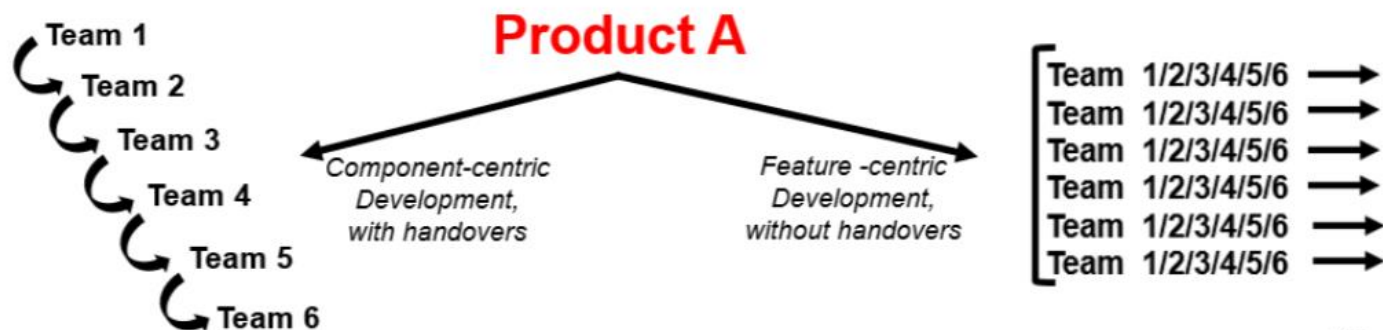 Product A
Team 1
Team 2
Team 3
Team 4
Team 5
Team 6
Component-centric
Development,
with handovers
Feature -centric
Development,
without handovers
Team 1/2/3/4/5/6
Team 1/2/3/4/5/6
Team 1/2/3/4/5/6
Team 1/2/3/4/5/6
Team 1/2/3/4/5/6
Team 1/2/3/4/5/6